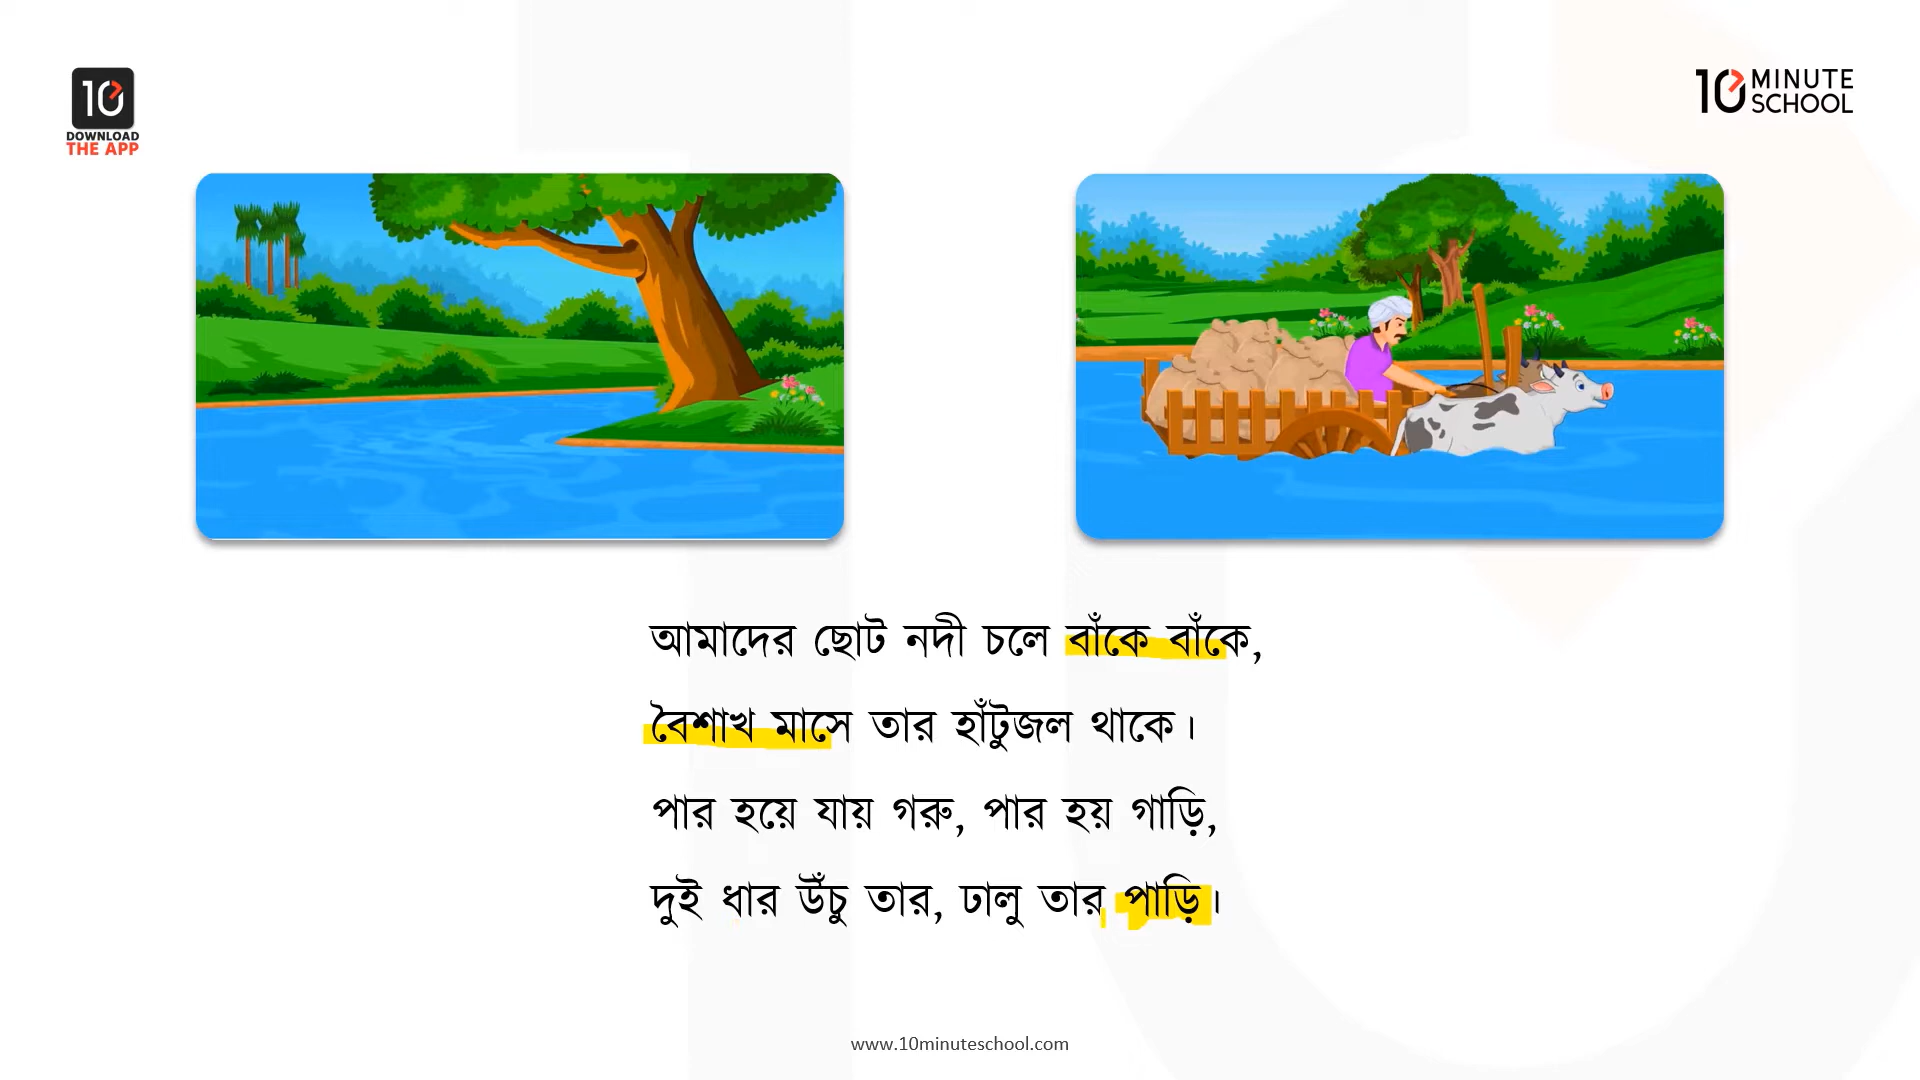 10
DOWNLOAD
THE APP
10 MINUTE
SCHOOL
আমাদের ছোট নদী চলে বাঁকে বাঁকে,
বৈশাখ মাসে তার হাঁটুজল থাকে।
পার হয়ে যায় গরু, পার হয় গাড়ি,
দুই ধার উঁচু তার, ঢালু তার পাড়ি।
www.10minuteschool.com